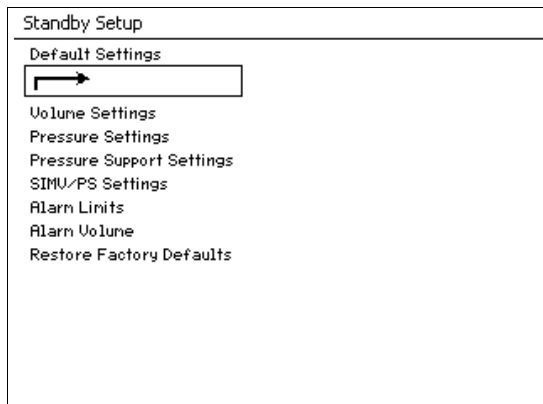 Standby Setup
Default Settings
Volume Settings
Pressure Settings
Pressure Support Settings
SIMV/PS Settings
Alarm Limits
Alarm Volume
Restore Factory Defaults